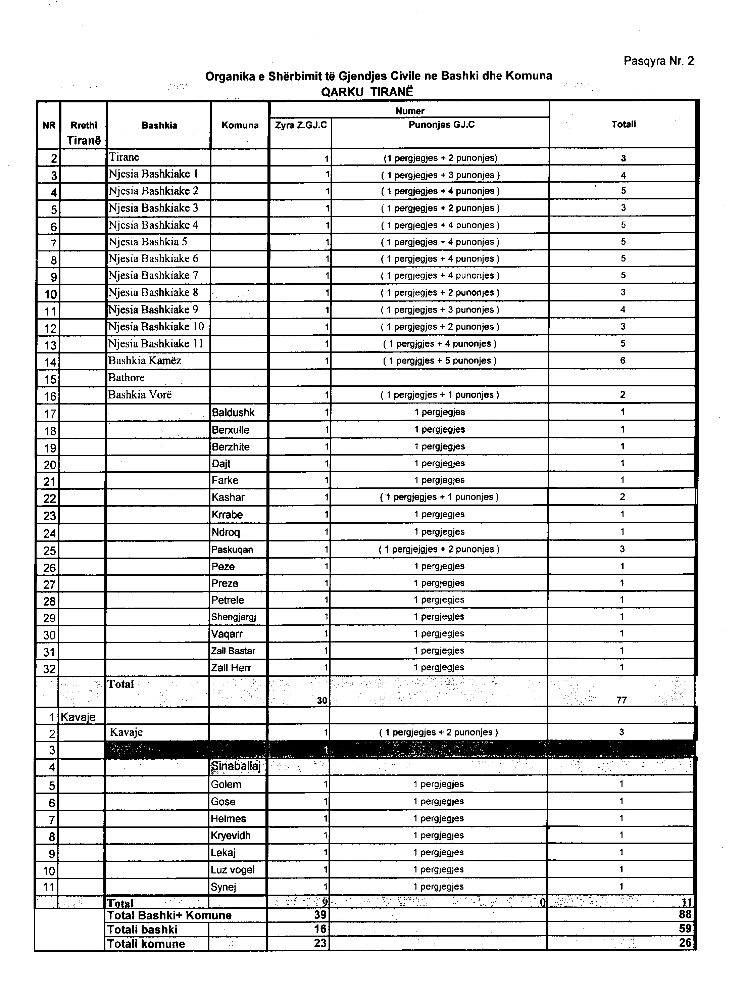 Pasqyra Nr. 2
Organika e Shërbimit të Gjendjes Civile ne Bashki dhe Komuna
QARKU TIRANË
Numer
NR Rrethi Bashkia Komuna Zyra Z.GJ.C Punonjes GJ.C Totali
Tiranë
2 Tirane 1 (1 pergjegjes + 2 punonjes) 3
3 Njesia Bashkiake 1 1 ( 1 pergjegjes + 3 punonjes ) 4
4 Njesia Bashkiake 2 1 ( 1 pergjegjes + 4 punonjes ) 5
5 Njesia Bashkiake 3 1 ( 1 pergjegjes + 2 punonjes ) 3
6 Njesia Bashkiake 4 1 ( 1 pergjegjes + 4 punonjes ) 5
7 Njesia Bashkia 5 1 ( 1 pergjegjes + 4 punonjes ) 5
8 Njesia Bashkiake 6 1 ( 1 pergjegjes + 4 punonjes ) 5
9 Njesia Bashkiake 7 1 ( 1 pergjegjes + 4 punonjes ) 5
10 Njesia Bashkiake 8 1 ( 1 pergjegjes + 2 punonjes ) 3
11 Njesia Bashkiake 9 1 ( 1 pergjegjes + 3 punonjes ) 4
12 Njesia Bashkiake 10 1 ( 1 pergjegjes + 2 punonjes ) 3
13 Njesia Bashkiake 11 1 ( 1 pergjgjes + 4 punonjes ) 5
14 Bashkia Kamëz 1 ( 1 pergjgjes + 5 punonjes ) 6
15 Bathore
16 Bashkia Vorë 1 ( 1 pergjegjes + 1 punonjes ) 2
17 Baldushk 1 1 pergjegjes 1
18 Berxulle 1 1 pergjegjes 1
19 Berzhite 1 1 pergjegjes 1
20 Dajt 1 1 pergjegjes 1
21 Farke 1 1 pergjegjes 1
22 Kashar 1 ( 1 pergjegjes + 1 punonjes ) 2
23 Krrabe 1 1 pergjegjes 1
24 Ndroq 1 1 pergjegjes 1
25 Paskuqan 1 ( 1 pergjejgjes + 2 punonjes ) 3
26 Peze 1 1 pergjegjes 1
27 Preze 1 1 pergjegjes 1
28 Petrele 1 1 pergjegjes 1
29 Shengjergj 1 1 pergjegjes 1
30 Vaqarr 1 1 pergjegjes 1
31 Zall Bastar 1 1 pergjegjes 1
32 Zall Herr 1 1 pergjegjes 1
Total
30 77
1 Kavaje
2 Kavaje 1 ( 1 pergjegjes + 2 punonjes ) 3
3 1
4 Sinaballaj
5 Golem 1 1 pergjegjes 1
6 Gose 1 1 pergjegjes 1
7 Helmes 1 1 pergjegjes 1
8 Kryevidh 1 1 pergjegjes 1
9 Lekaj 1 1 pergjegjes 1
10 Luz vogel 1 1 pergjegjes 1
11 Synej 1 1 pergjegjes 1
Total 9 0 11
Total Bashki+ Komune 39 88
Totali bashki 16 59
Totali komune 23 26